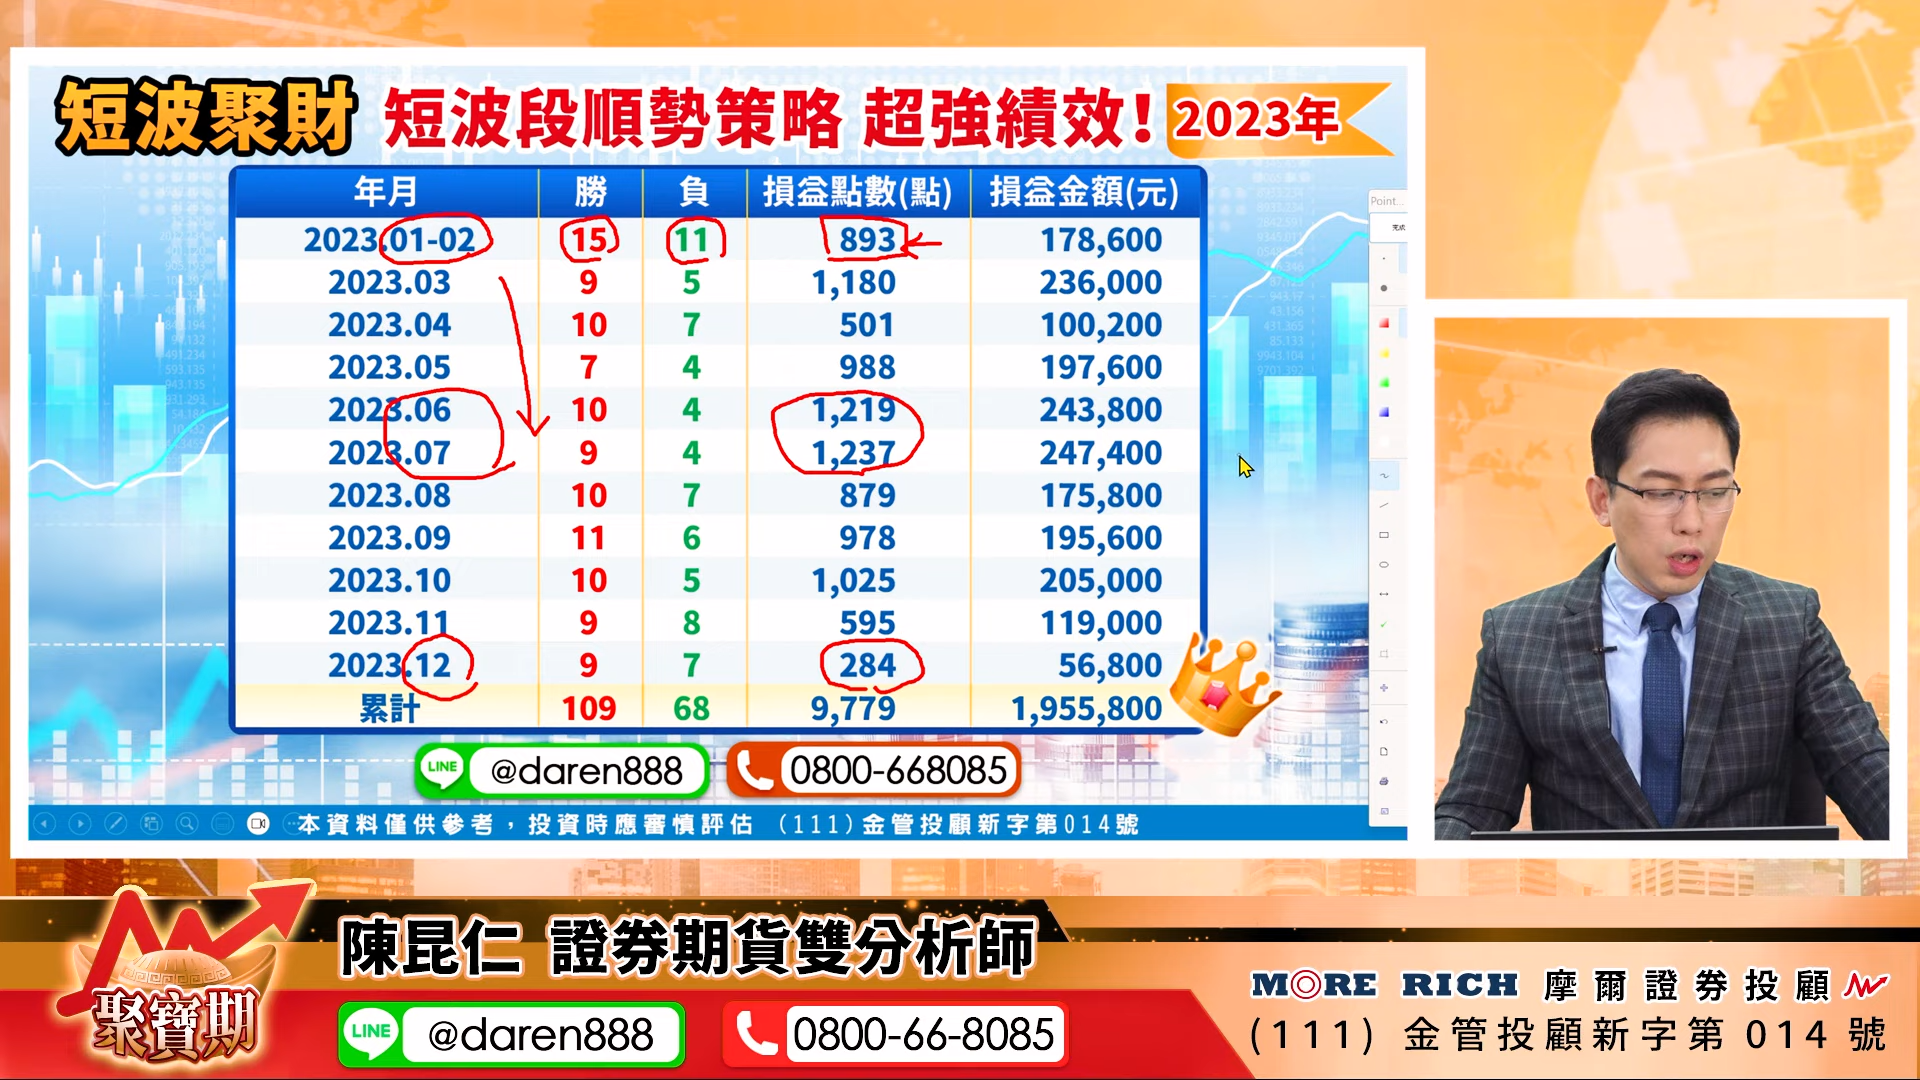 短波聚財 短波段順勢策略 超強績效! 2023年
年月 勝 負 損益點數(點) 損益金額(元)
2023.01-02 15 11 893 178,600
2023.03 9 5 1,180 236,000
2023.04 10 7 501 100,200
2023.05 7 4 988 197,600
2023.06 10 4 1,219 243,800
2023.07 9 4 1,237 247,400
2023.08 10 7 879 175,800
2023.09 11 6 978 195,600
2023.10 10 5 1,025 205,000
2023.11 9 8 595 119,000
2023.12 9 7 284 56,800
累計 109 68 9,779 1,955,800
Point...
完成
LINE @daren888 0800-668085
本資料僅供參考，投資時應審慎評估 (111)金管投顧新字第014號
聚寶期
陳昆仁 證券期貨雙分析師
LINE @daren888 0800-66-8085
MORE RICH 摩爾證券投顧
(111) 金管投顧新字第 014 號